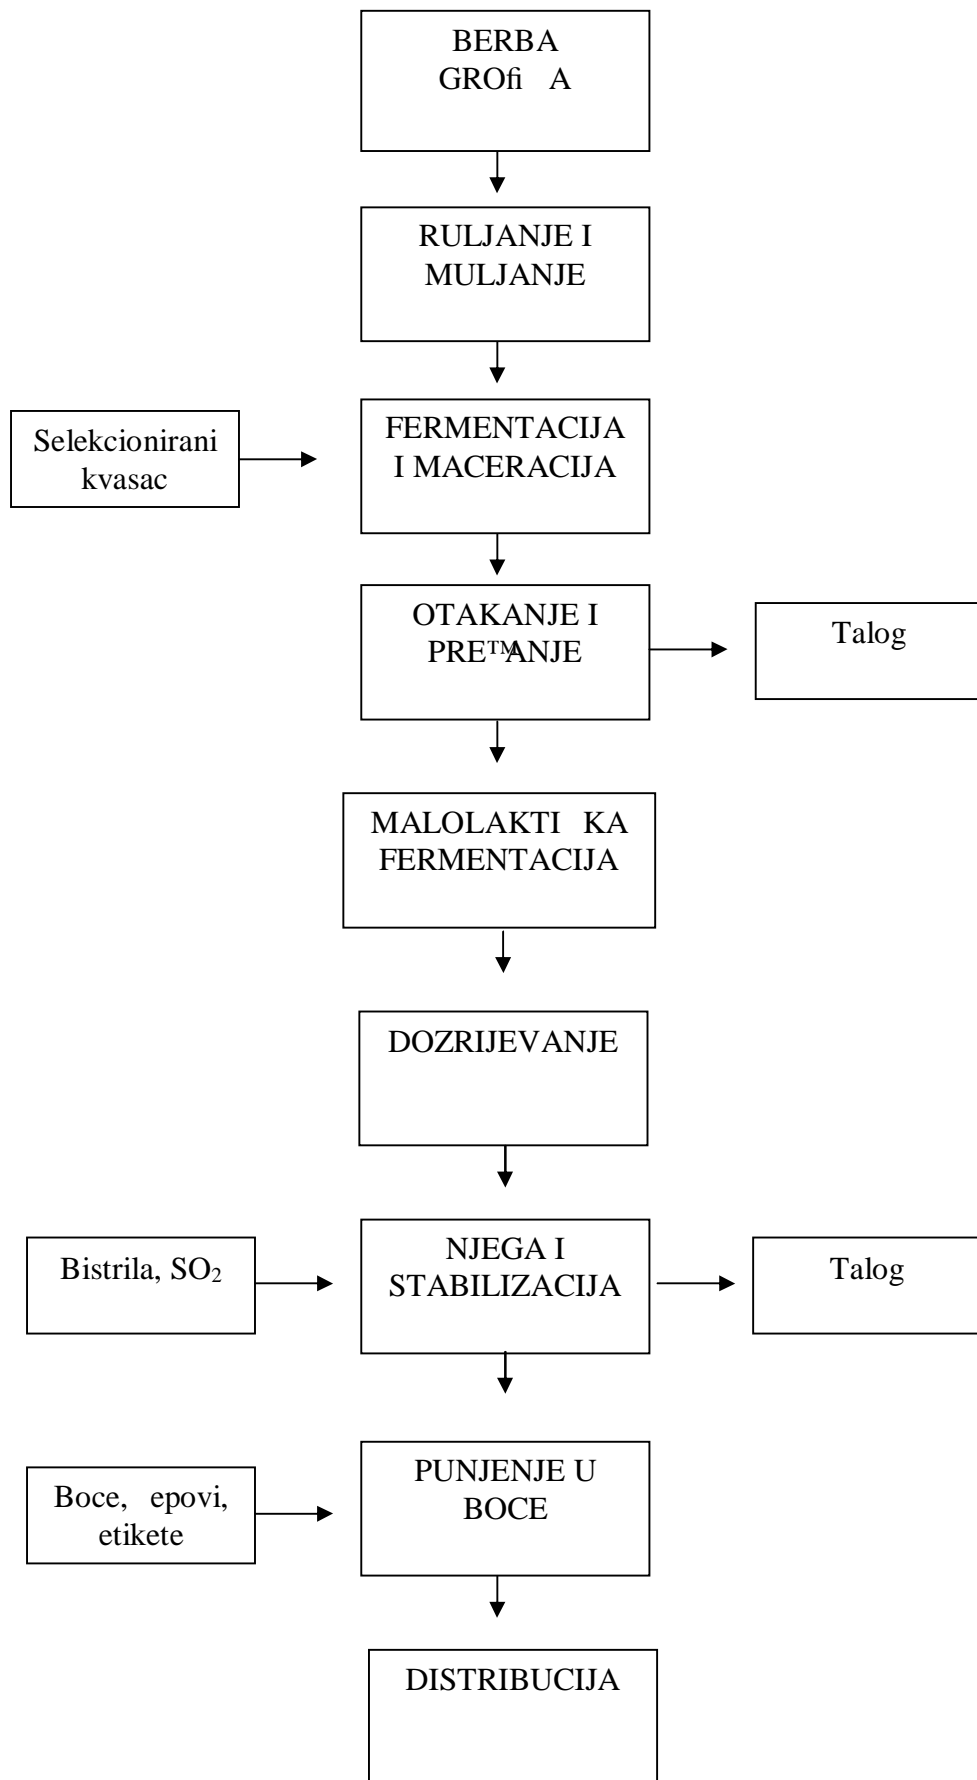 BERBA
GROfi A
RULJANJE I
MULJANJE
Selekcionirani
kvasac
FERMENTACIJA
I MACERACIJA
OTAKANJE I
PRE™ANJE
Talog
MALOLAKTI KA
FERMENTACIJA
DOZRIJEVANJE
Bistrila, SO₂
NJEGA I
STABILIZACIJA
Talog
Boce, epovi,
etikete
PUNJENJE U
BOCE
DISTRIBUCIJA